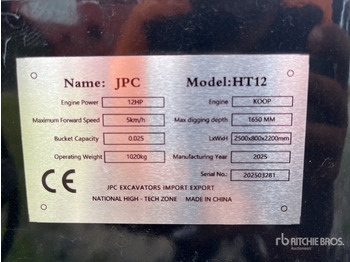 Name: JPC Model:HT12
Engine Power 12HP Engine KOOP
Maximum Forward Speed 5km/h Max digging depth 1650 MM
Bucket Capacity 0.025 LxWxH 2500x800x2200mm
Operating Weight 1020kg Manufacturing Year 2025
Serial No. 202503281
CE
JPC EXCAVATORS IMPORT EXPORT
NATIONAL HIGH - TECH ZONE MADE IN CHINA
rb RITCHIE BROS.
Auctioneers